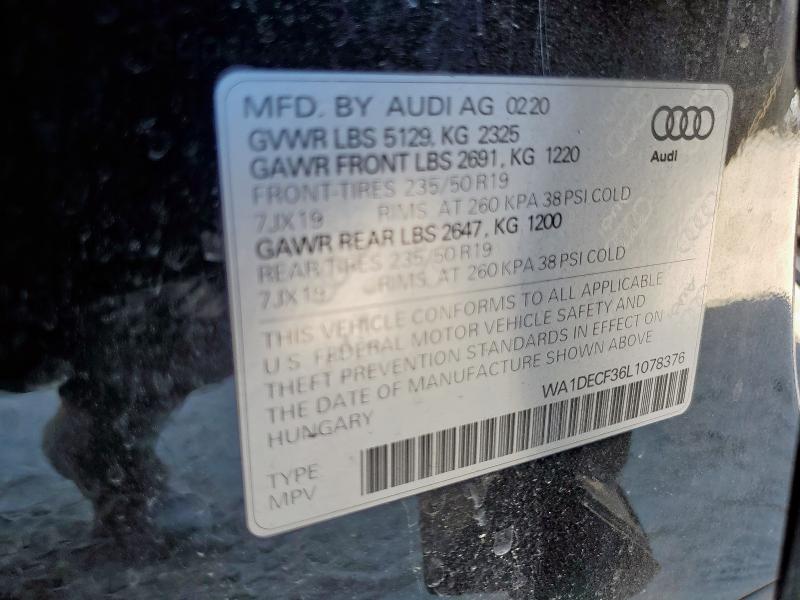 MFD. BY AUDI AG 0220
GVWR LBS 5129, KG 2325
GAWR FRONT LBS 2691, KG 1220
FRONT-TIRES 235/50 R19
7JX19 RIMS AT 260 KPA 38 PSI COLD
GAWR REAR LBS 2647, KG 1200
REAR TIRES 235/50 R19
7JX19 RIMS AT 260 KPA 38 PSI COLD
Audi
THIS VEHICLE CONFORMS TO ALL APPLICABLE
U.S. FEDERAL MOTOR VEHICLE SAFETY AND
THEFT PREVENTION STANDARDS IN EFFECT ON
THE DATE OF MANUFACTURE SHOWN ABOVE
HUNGARY
WA1DECF36L1078376
TYPE
MPV